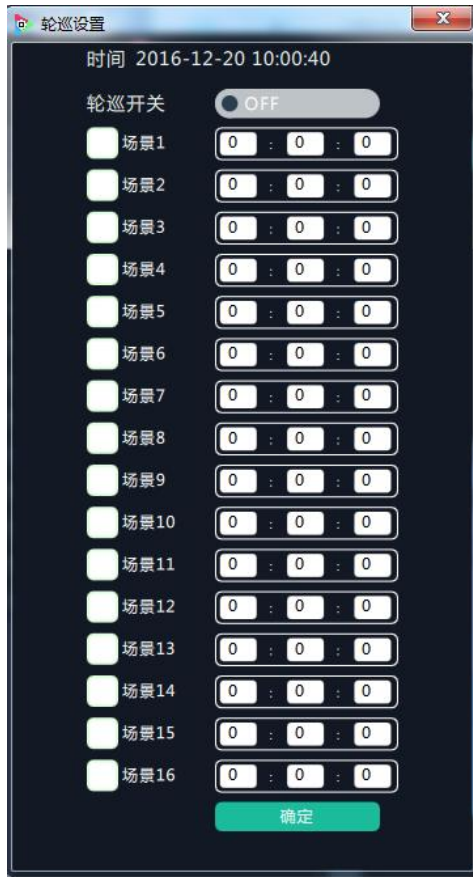 轮巡设置
时间 2016-12-20 10:00:40
轮巡开关 OFF
场景1 0 : 0 : 0
场景2 0 : 0 : 0
场景3 0 : 0 : 0
场景4 0 : 0 : 0
场景5 0 : 0 : 0
场景6 0 : 0 : 0
场景7 0 : 0 : 0
场景8 0 : 0 : 0
场景9 0 : 0 : 0
场景10 0 : 0 : 0
场景11 0 : 0 : 0
场景12 0 : 0 : 0
场景13 0 : 0 : 0
场景14 0 : 0 : 0
场景15 0 : 0 : 0
场景16 0 : 0 : 0
确定